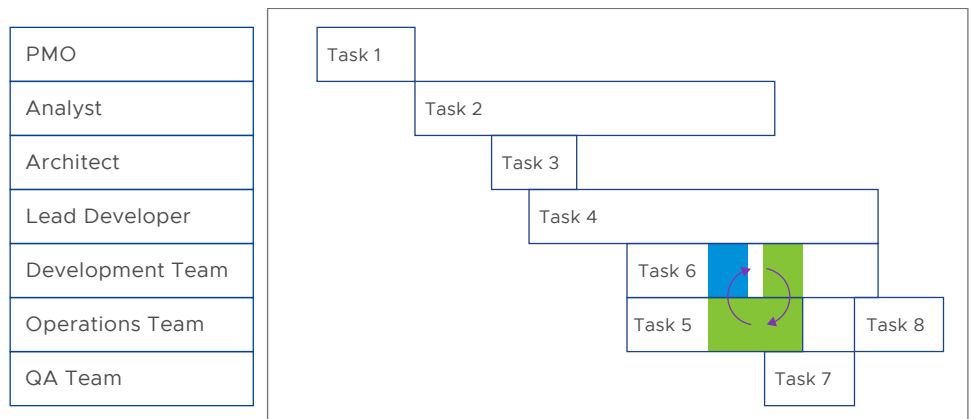 PMO
Task 1
Analyst
Task 2
Architect
Task 3
Lead Developer
Task 4
Development Team
Task 6
Operations Team
Task 5
Task 8
QA Team
Task 7